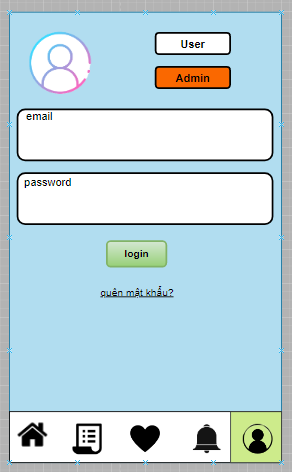 User
Admin
email
password
login
quên mật khẩu?